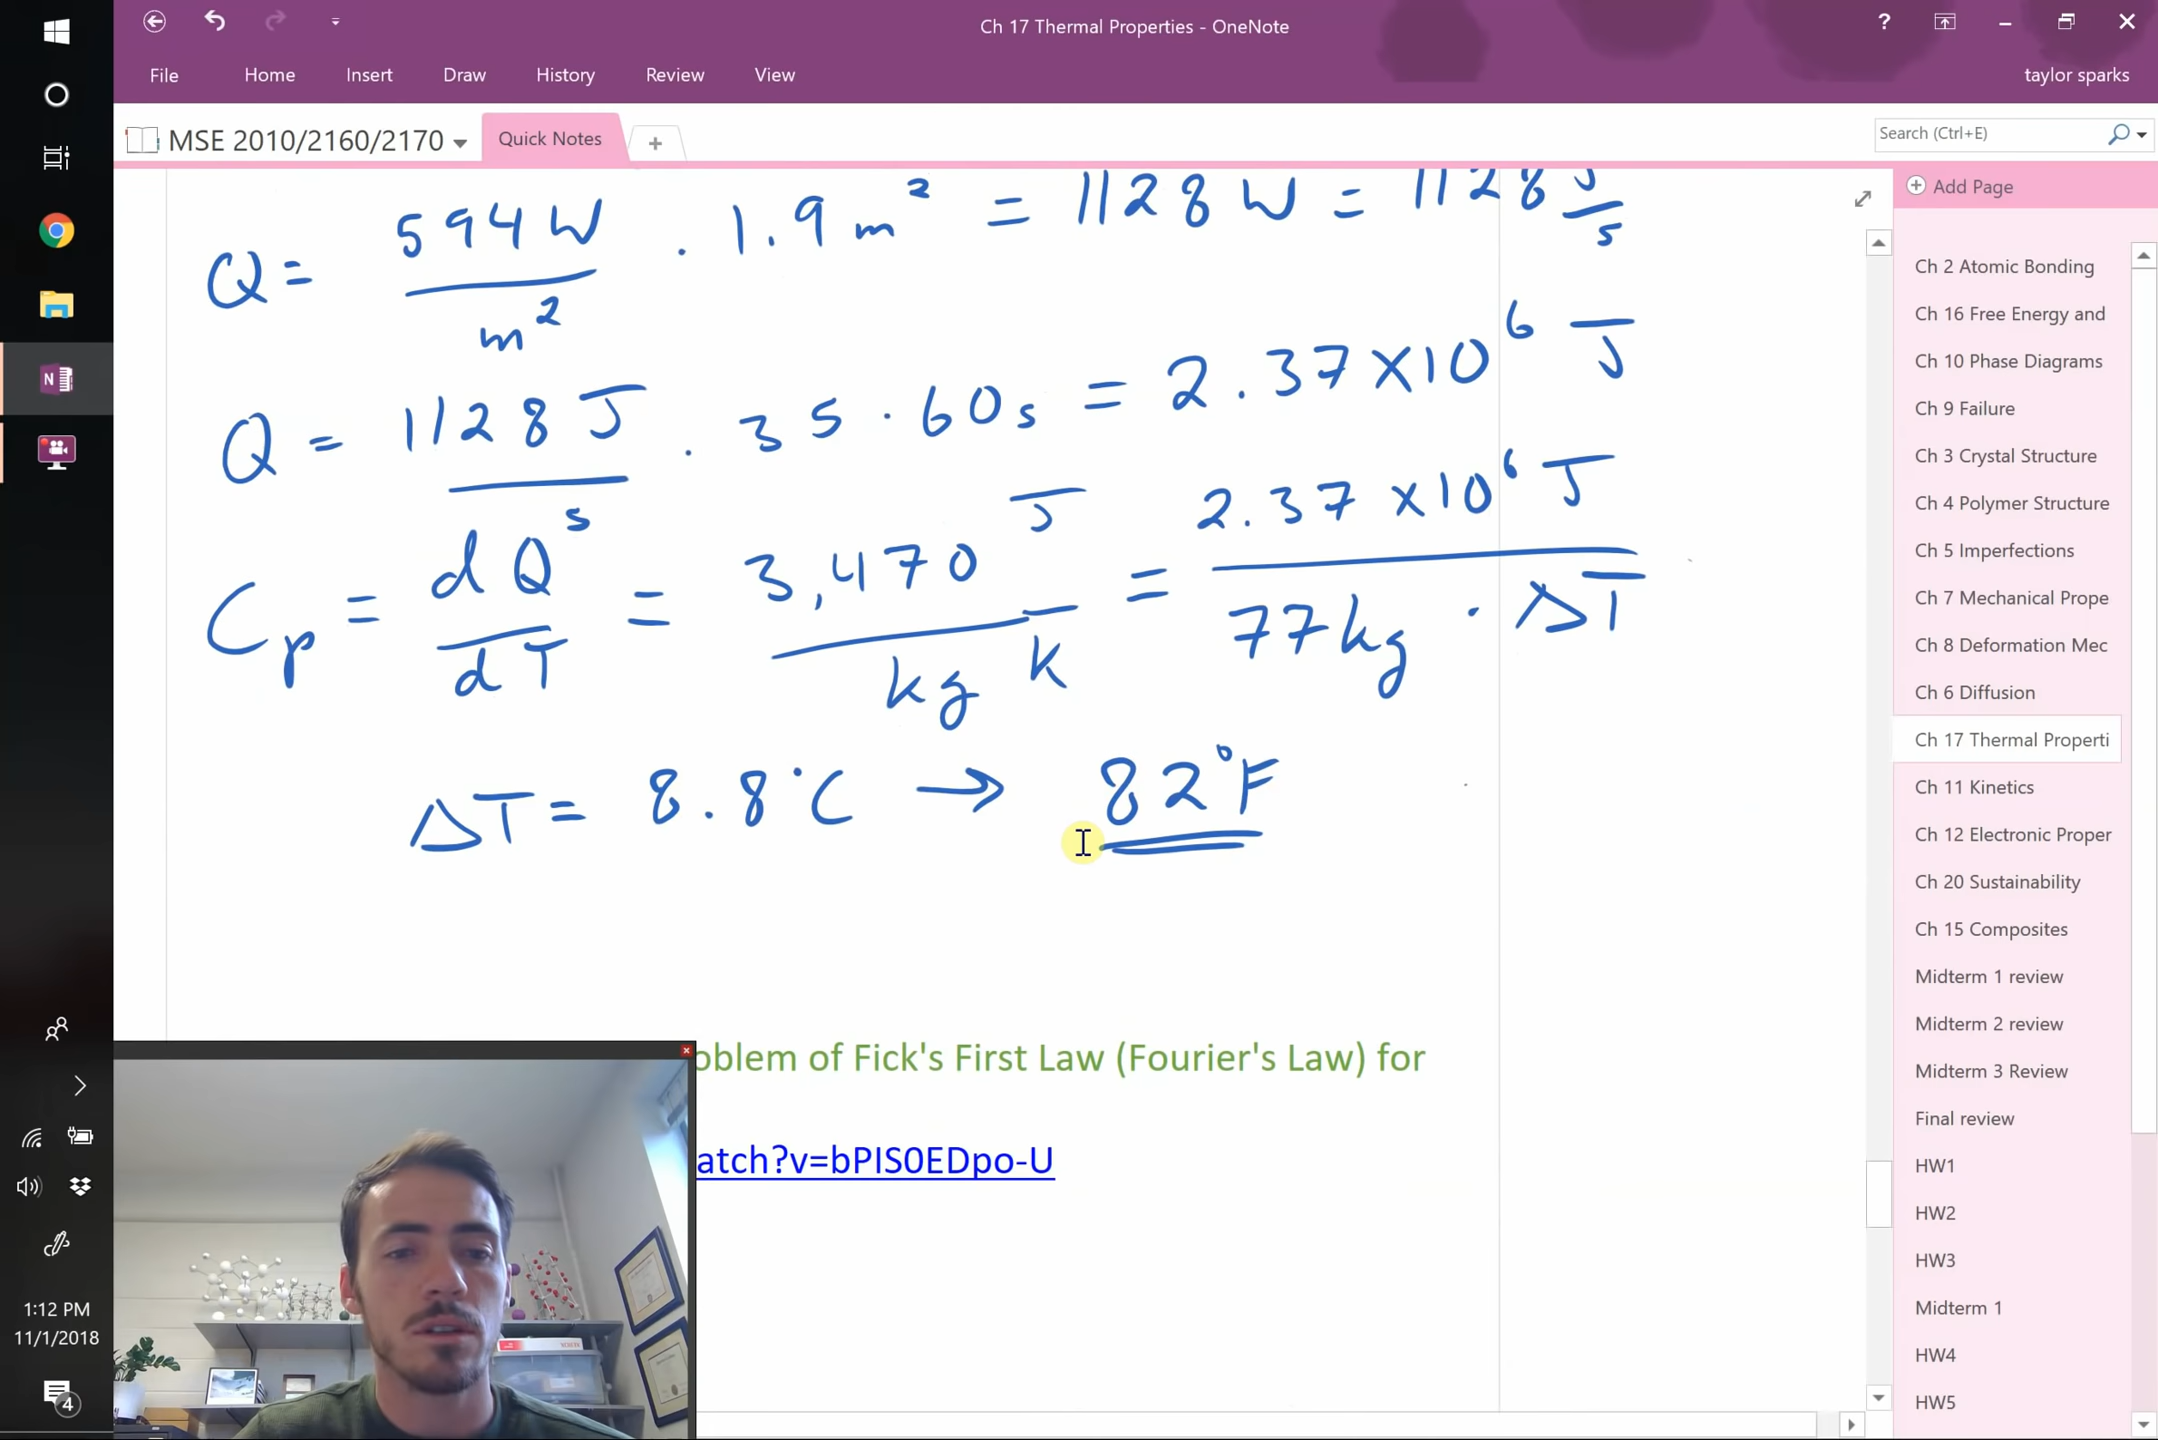 Ch 17 Thermal Properties - OneNote
?
File Home Insert Draw History Review View
taylor sparks
MSE 2010/2160/2170
Quick Notes
+
Search (Ctrl+E)
Q = 594 W / m² · 1.9 m² = 1128 W = 1128 J / s
Q = 1128 J / s · 35 · 60 s = 2.37 × 10⁶ J
Cp = dQ / dT = 3,470 J / kg K = 2.37 × 10⁶ J / 77 kg · ΔT
ΔT = 8.8 °C → 82 °F
oblem of Fick's First Law (Fourier's Law) for
atch?v=bPIS0EDpo-U
Add Page
Ch 2 Atomic Bonding
Ch 16 Free Energy and
Ch 10 Phase Diagrams
Ch 9 Failure
Ch 3 Crystal Structure
Ch 4 Polymer Structure
Ch 5 Imperfections
Ch 7 Mechanical Prope
Ch 8 Deformation Mec
Ch 6 Diffusion
Ch 17 Thermal Properti
Ch 11 Kinetics
Ch 12 Electronic Proper
Ch 20 Sustainability
Ch 15 Composites
Midterm 1 review
Midterm 2 review
Midterm 3 Review
Final review
HW1
HW2
HW3
Midterm 1
HW4
HW5
N
1:12 PM
11/1/2018
4